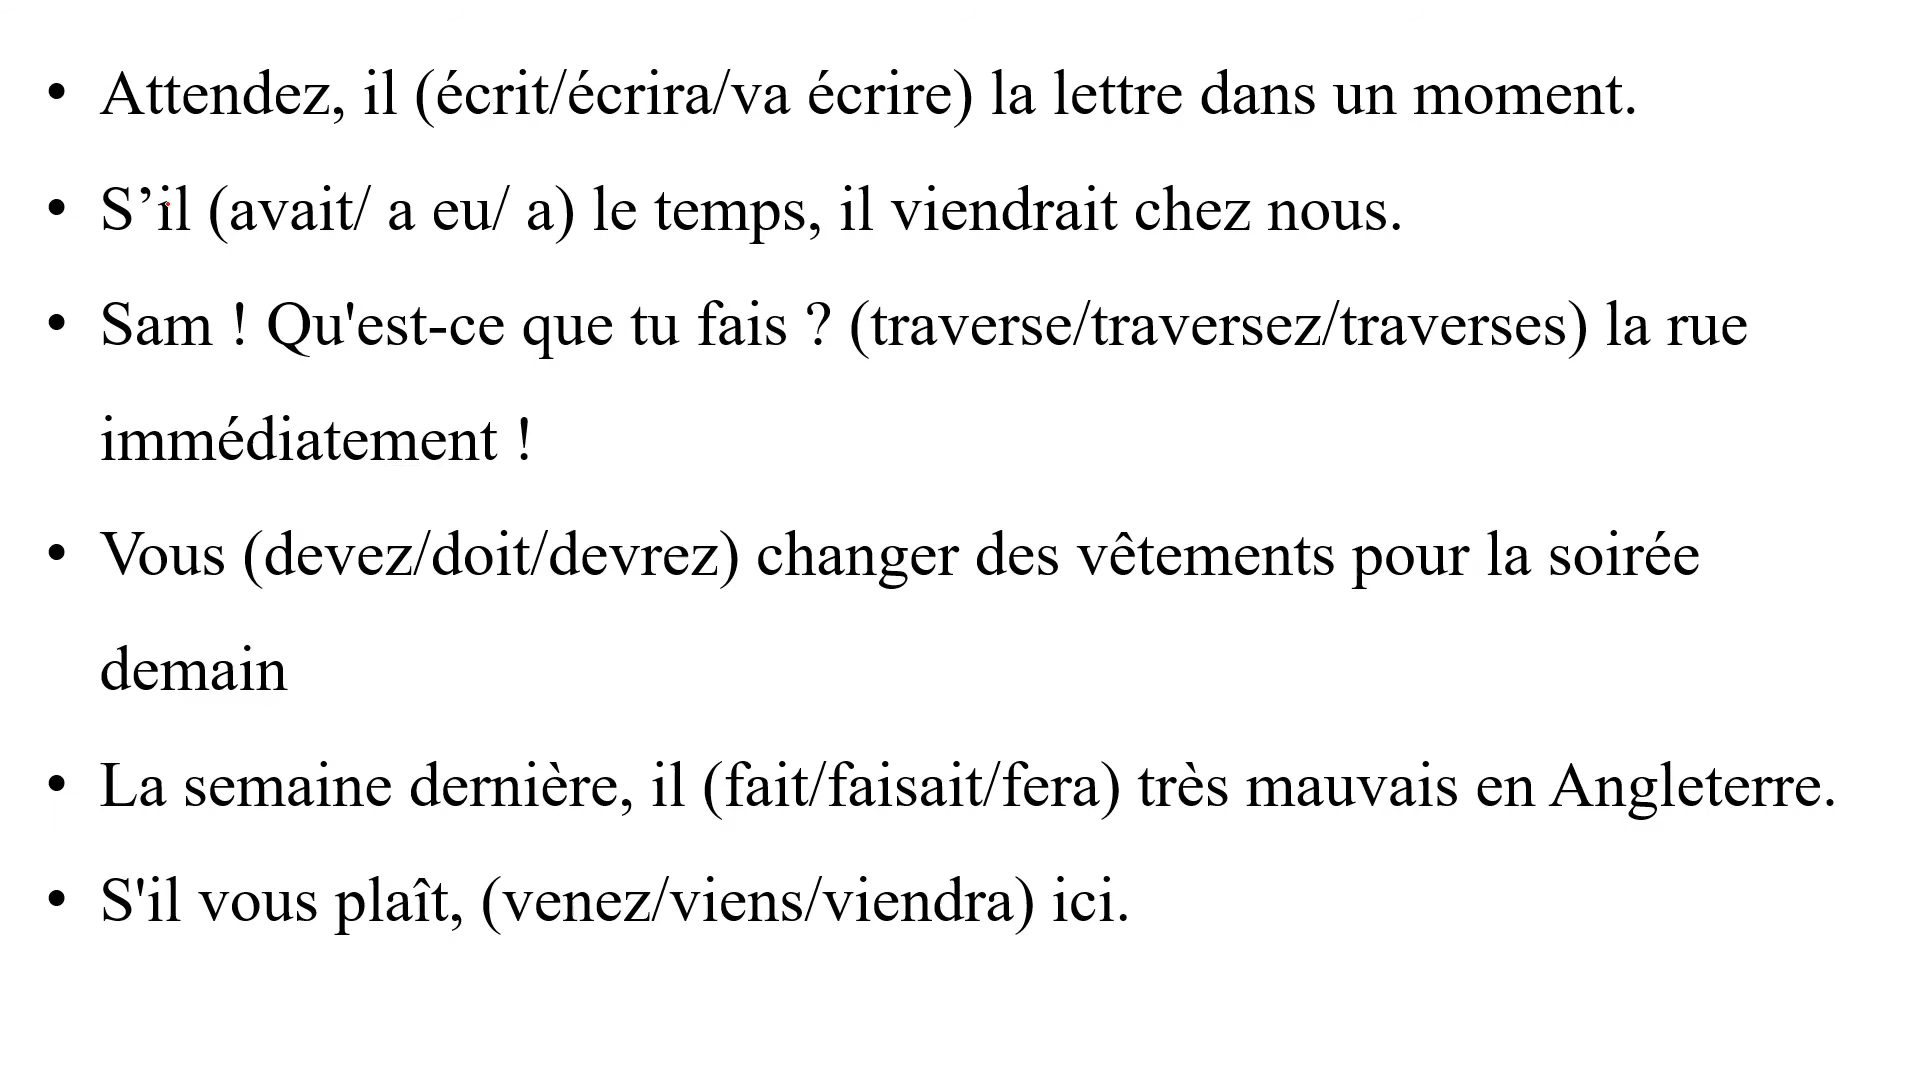 • Attendez, il (écrit/écrira/va écrire) la lettre dans un moment.
• S’il (avait/ a eu/ a) le temps, il viendrait chez nous.
• Sam ! Qu'est-ce que tu fais ? (traverse/traversez/traverses) la rue
immédiatement !
• Vous (devez/doit/devrez) changer des vêtements pour la soirée
demain
• La semaine dernière, il (fait/faisait/fera) très mauvais en Angleterre.
• S'il vous plaît, (venez/viens/viendra) ici.